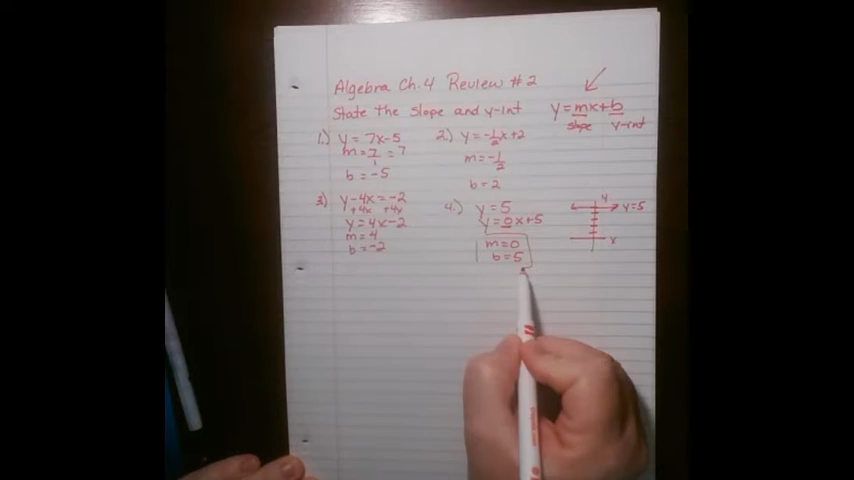 Algebra Ch. 4 Review #2
State the slope and y-int
y = mx+b
slope y-int
1.) y = 7x-5
m = 7/1 = 7
b = -5
2.) y = -1/2x+2
m = -1/2
b = 2
3.) y-4x = -2
+4x +4x
y = 4x-2
m = 4
b = -2
4.) y = 5
y = 0x+5
m=0
b=5
y
y=5
x